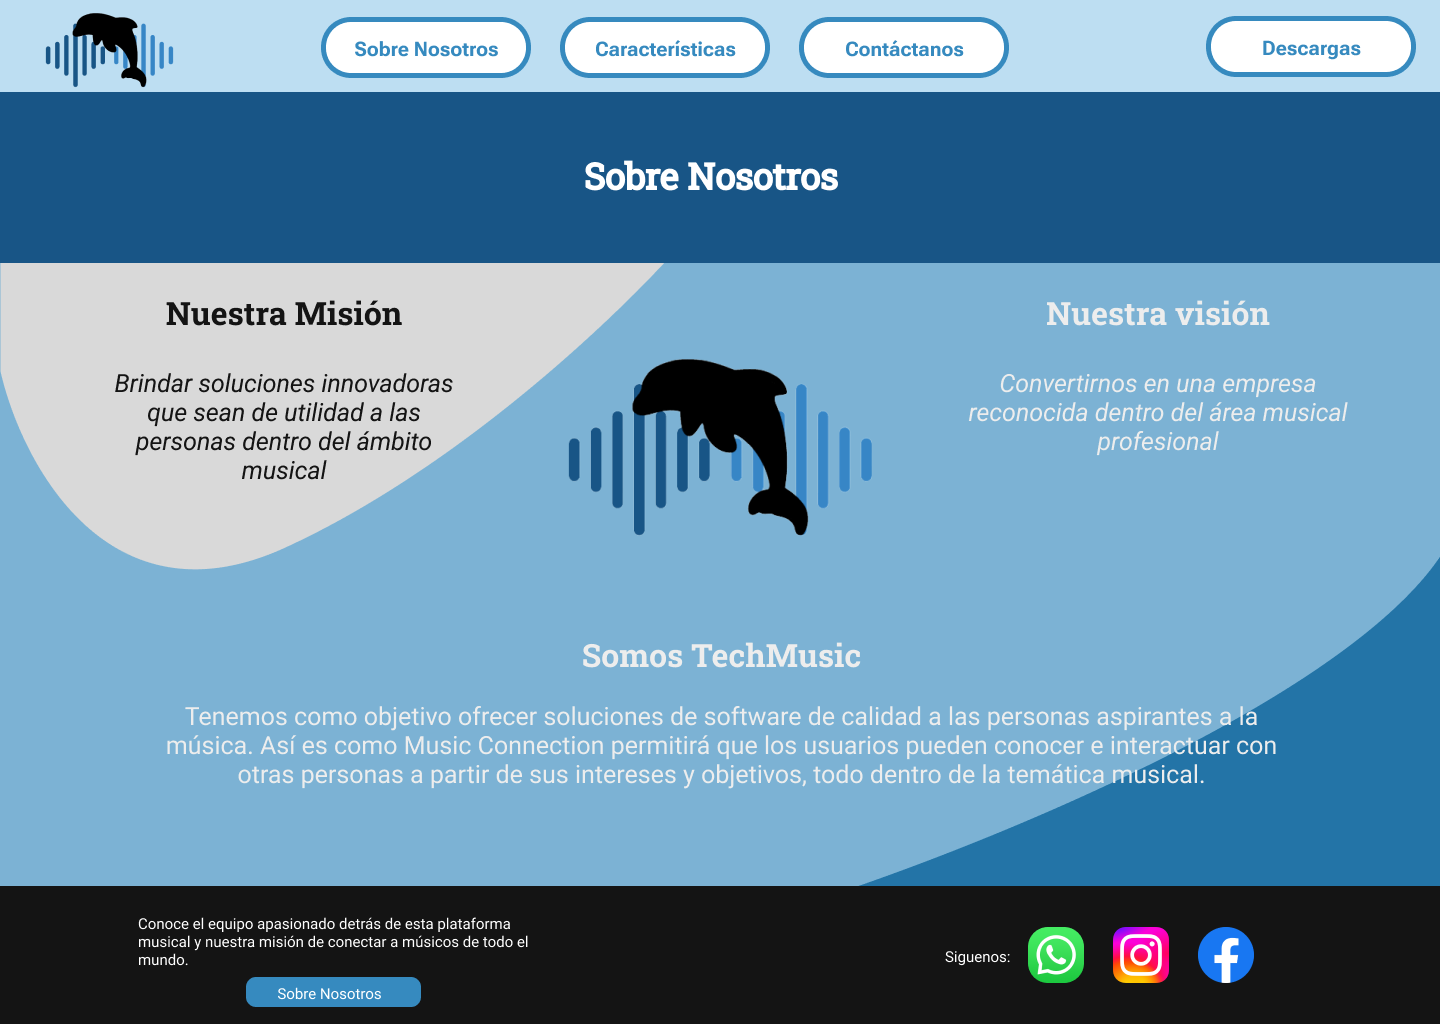 Sobre Nosotros
Características
Contáctanos
Descargas
Sobre Nosotros
Nuestra Misión
Brindar soluciones innovadoras
que sean de utilidad a las
personas dentro del ámbito
musical
Nuestra visión
Convertirnos en una empresa
reconocida dentro del área musical
profesional
Somos TechMusic
Tenemos como objetivo ofrecer soluciones de software de calidad a las personas aspirantes a la
música. Así es como Music Connection permitirá que los usuarios pueden conocer e interactuar con
otras personas a partir de sus intereses y objetivos, todo dentro de la temática musical.
Conoce el equipo apasionado detrás de esta plataforma
musical y nuestra misión de conectar a músicos de todo el
mundo.
Sobre Nosotros
Siguenos: